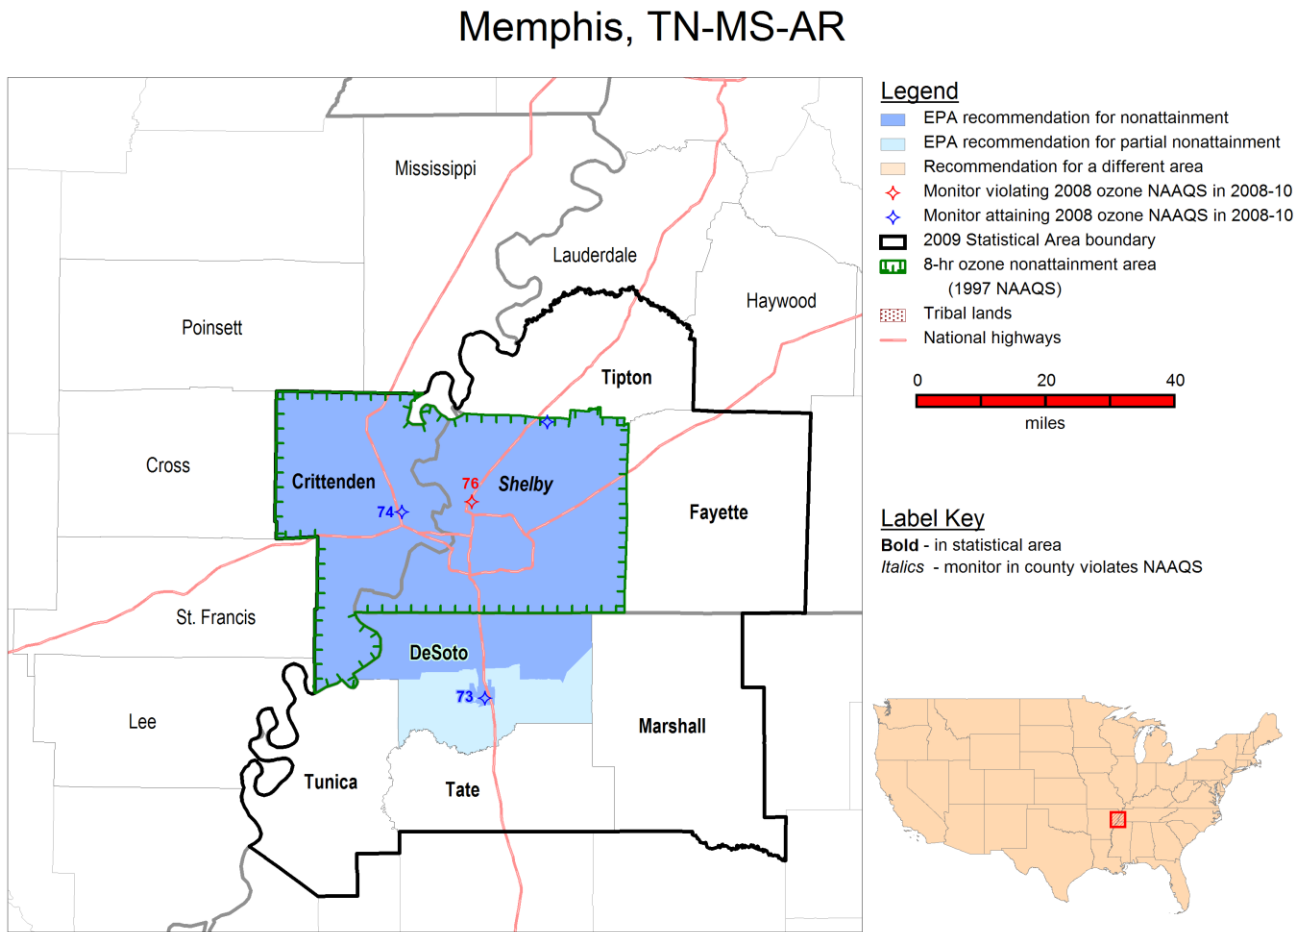 Memphis, TN-MS-AR
Mississippi
Lauderdale
Haywood
Poinsett
Tipton
Cross
Crittenden
76
Shelby
74
Fayette
St. Francis
DeSoto
73
Lee
Marshall
Tunica
Tate
Legend
EPA recommendation for nonattainment
EPA recommendation for partial nonattainment
Recommendation for a different area
Monitor violating 2008 ozone NAAQS in 2008-10
Monitor attaining 2008 ozone NAAQS in 2008-10
2009 Statistical Area boundary
8-hr ozone nonattainment area
(1997 NAAQS)
Tribal lands
National highways
0 20 40
miles
Label Key
Bold - in statistical area
Italics - monitor in county violates NAAQS